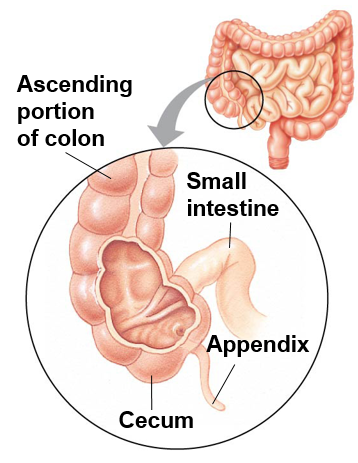 Ascending
portion
of colon
Small
intestine
Appendix
Cecum